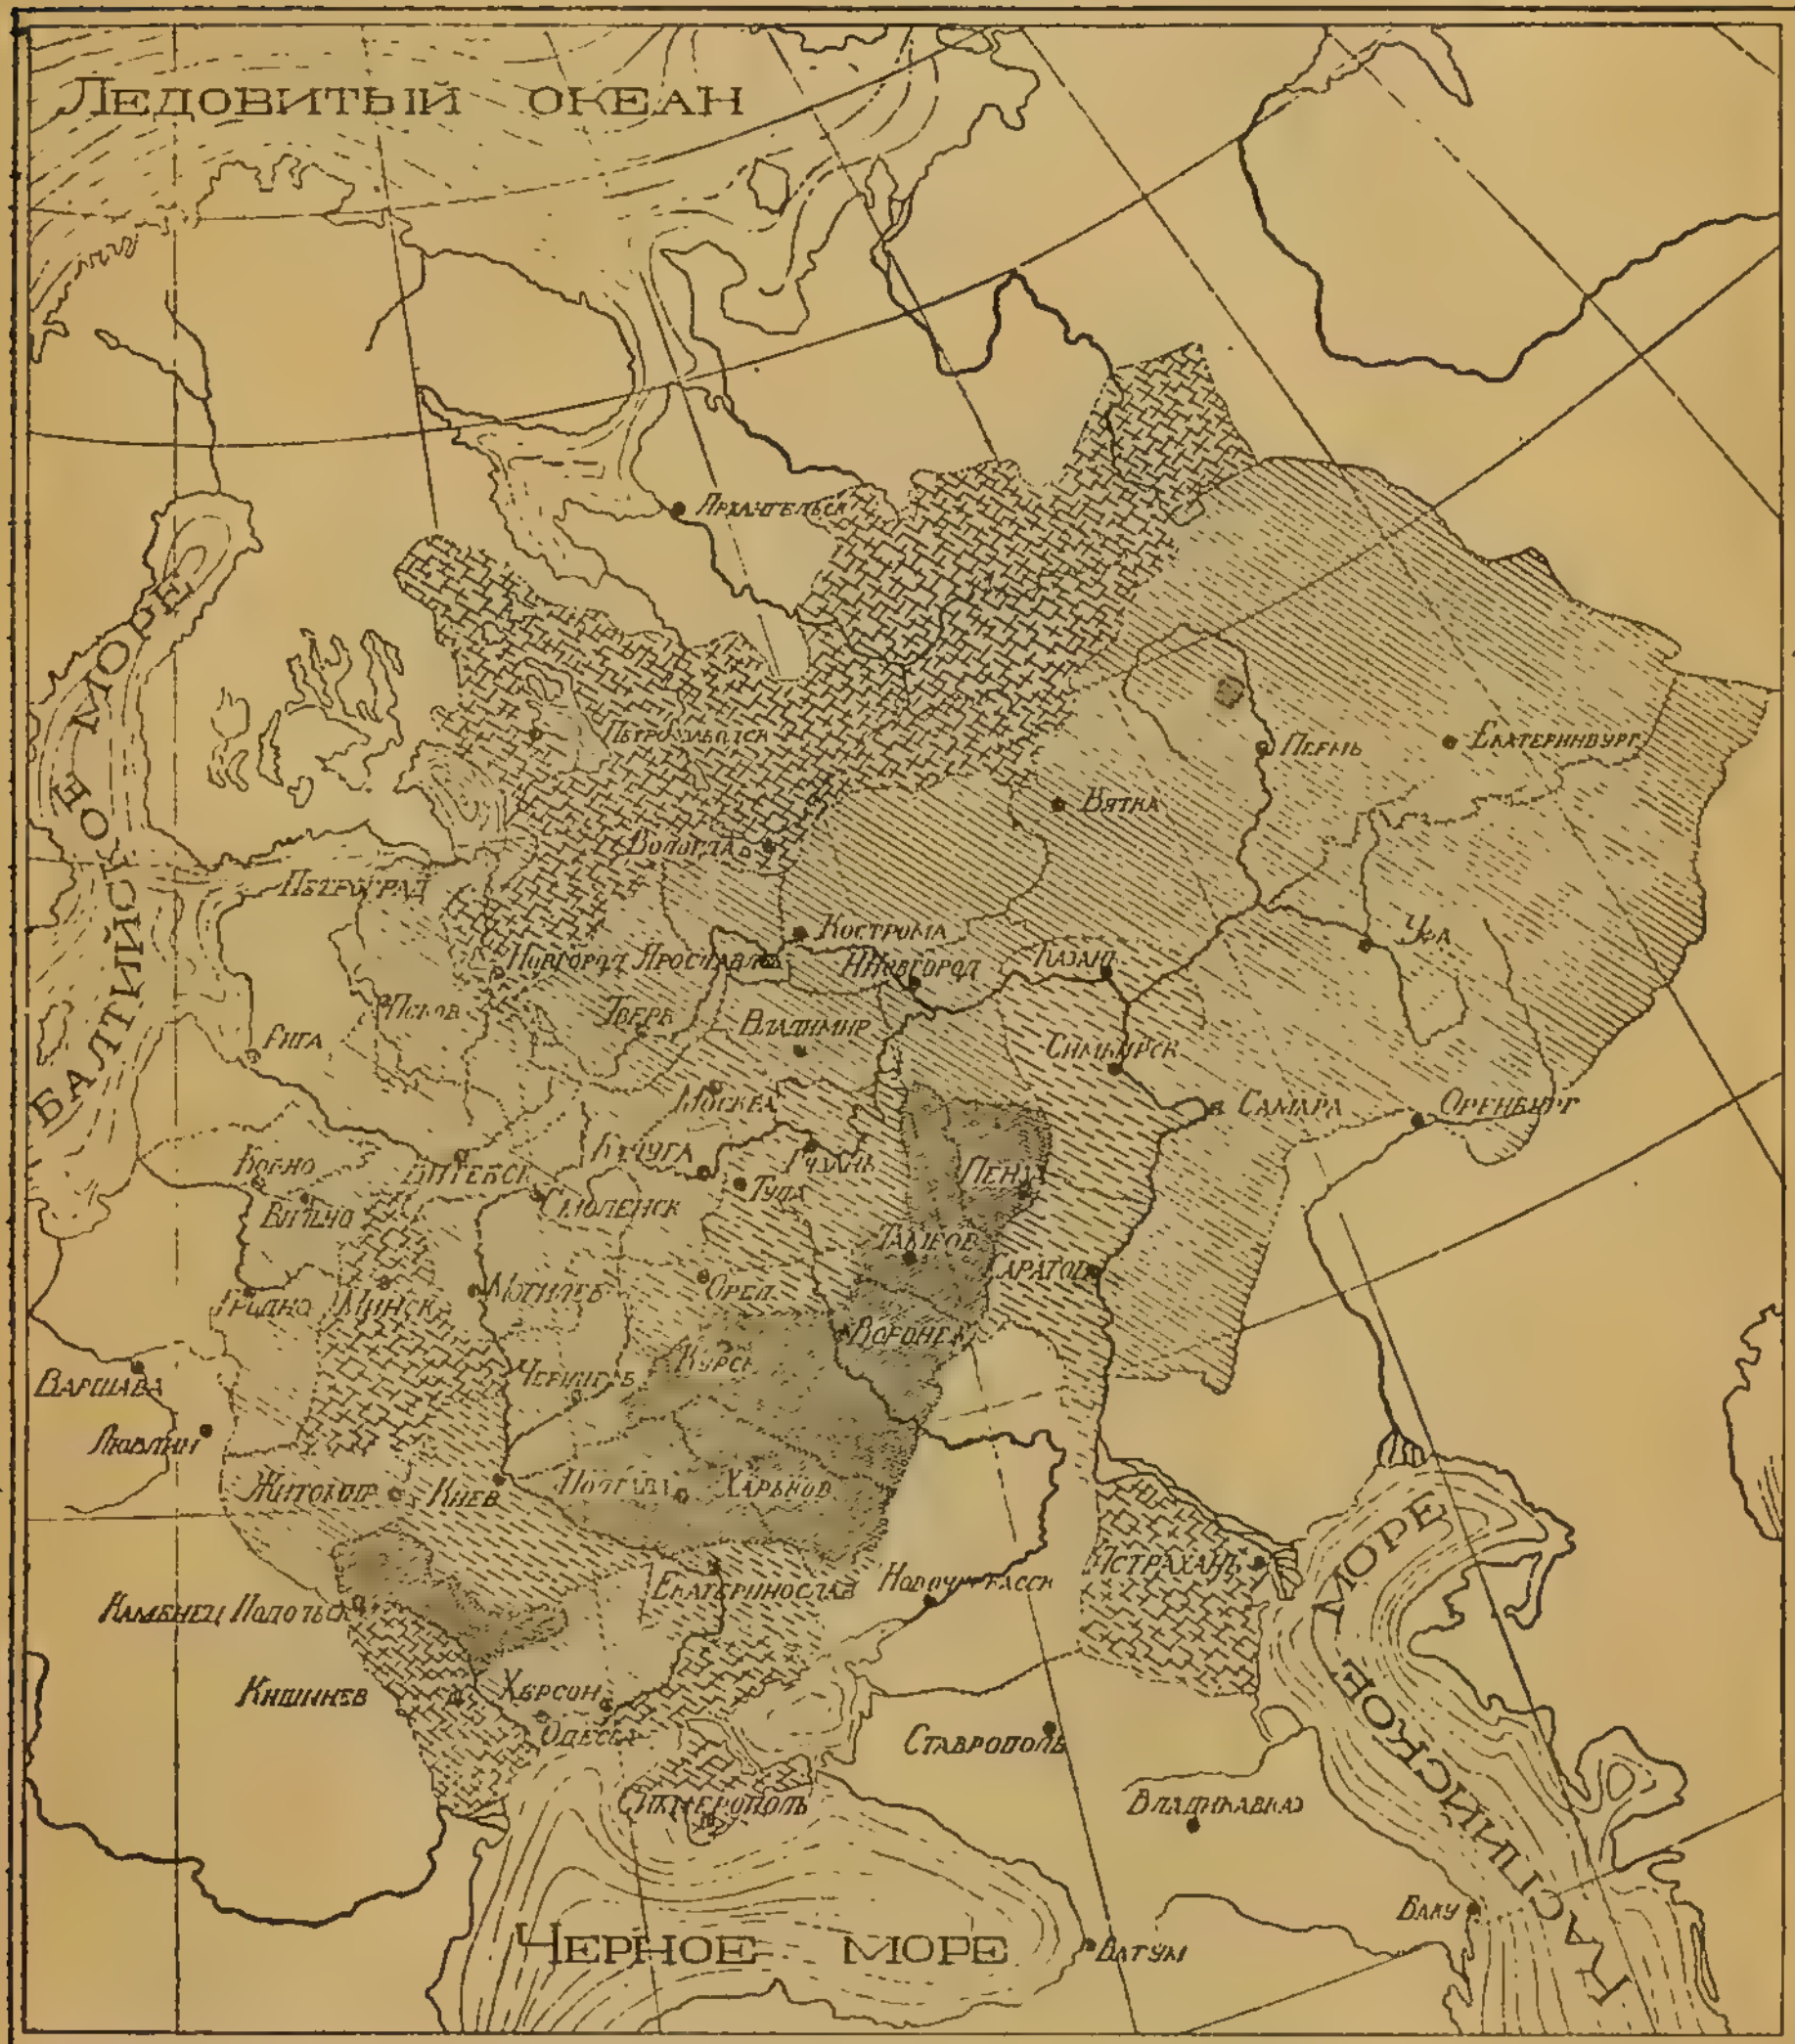 ЛЕДОВИТЫЙ ОКЕАН
АРХАНГЕЛЬСК
БАЛТИЙСКОЕ МОРЕ
ПЕТРОЗАВОДСК
ПЕРМЬ
ЕКАТЕРИНБУРГ
ВЯТКА
ВОЛОГДА
ПЕТРОГРАД
КОСТРОМА
УФА
НОВГОРОД
ЯРОСЛАВЛЬ
Н НОВГОРОД
КАЗАНЬ
ПСКОВ
ТВЕРЬ
ВЛАДИМИР
РИГА
СИМБИРСК
МОСКВА
САМАРА
ОРЕНБУРГ
КОВНО
ВИТЕБСК
КАЛУГА
РЯЗАНЬ
ПЕНЗА
ТУЛА
ВИЛЬНО
СМОЛЕНСК
ТАМБОВ
САРАТОВ
ГРОДНО
МИНСК
МОГИЛЕВ
ОРЕЛ
ВОРОНЕЖ
ВАРШАВА
ЧЕРНИГОВ
КУРСК
ЛЮБЛИН
ЖИТОМИР
КИЕВ
ПОЛТАВА
ХАРЬКОВ
АСТРАХАНЬ
ЕКАТЕРИНОСЛАВ
НОВОЧЕРКАССК
КАМЕНЕЦ ПОДОЛЬСК
КИШИНЕВ
ХЕРСОН
ОДЕССА
СТАВРОПОЛЬ
СИМФЕРОПОЛЬ
ВЛАДИКАВКАЗ
КАСПИЙСКОЕ МОРЕ
БАКУ
ЧЕРНОЕ МОРЕ
БАТУМ